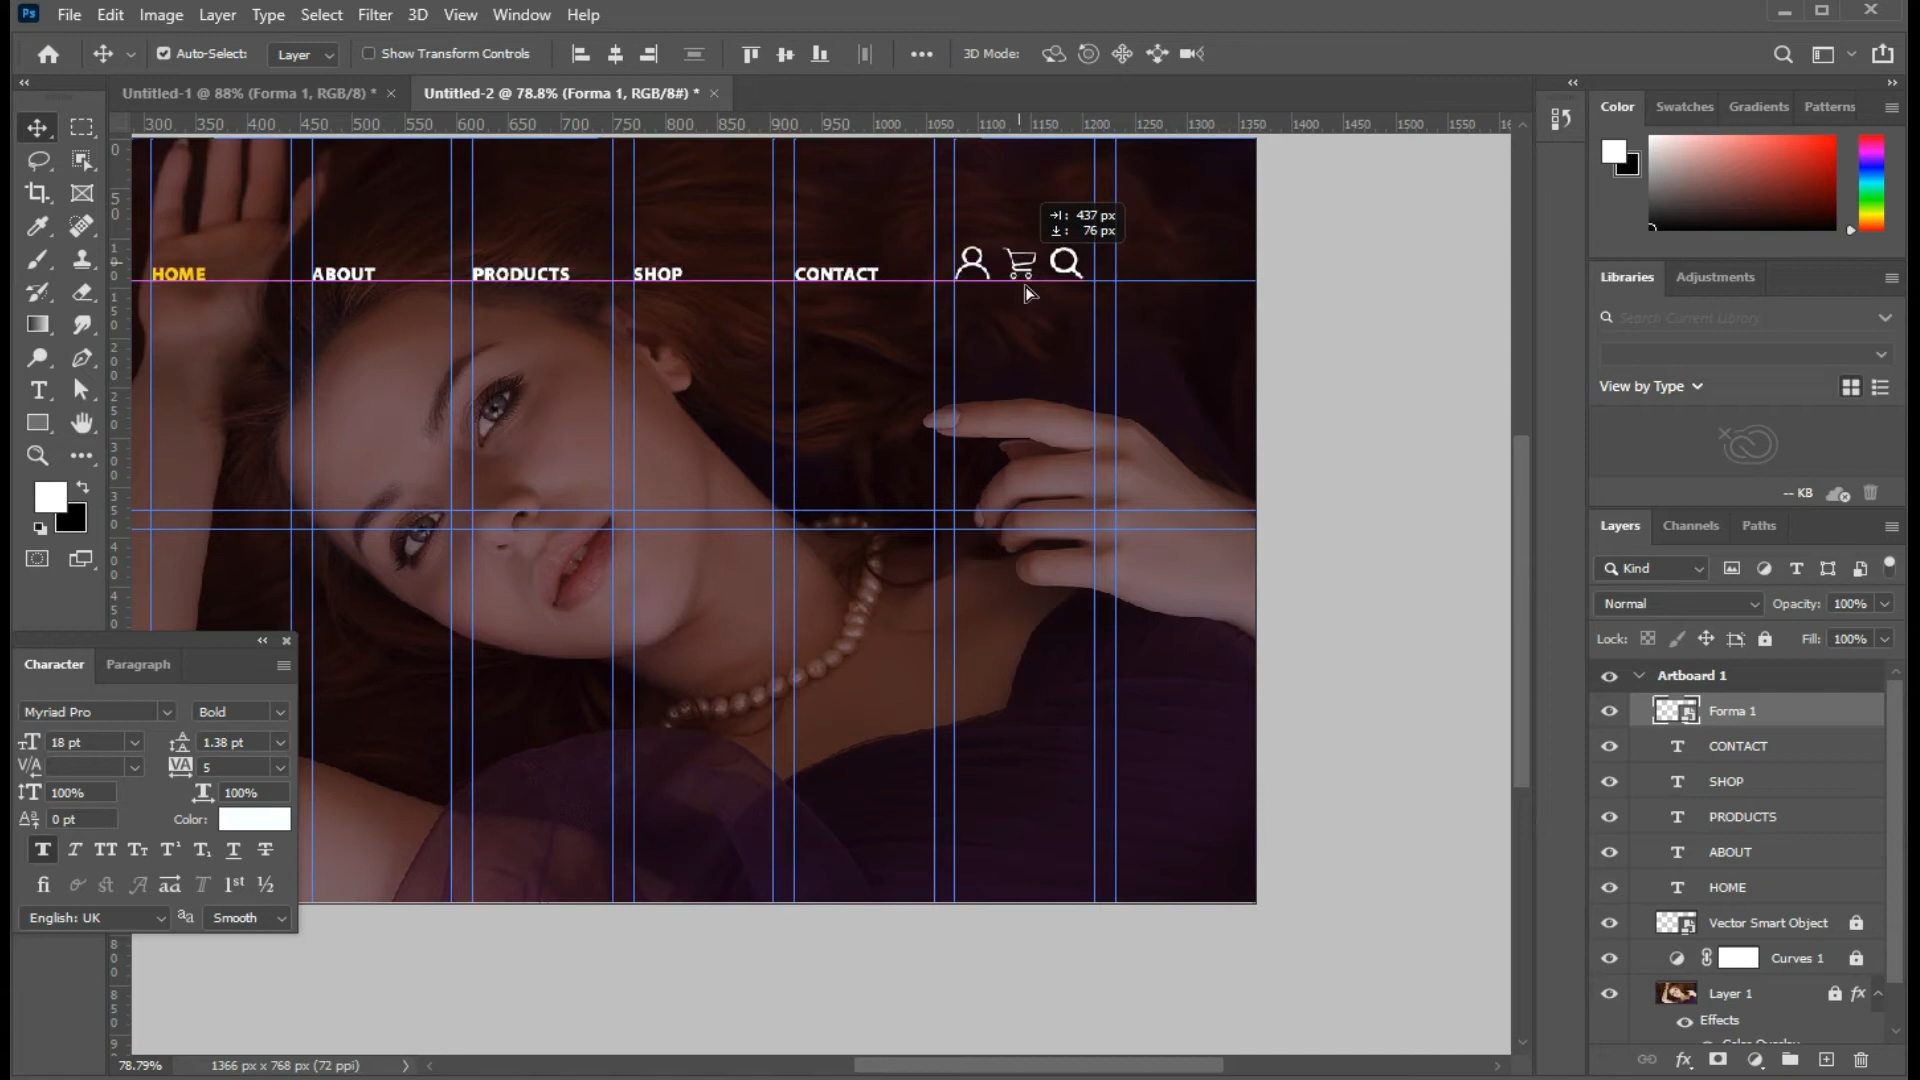 Ps File Edit Image Layer Type Select Filter 3D View Window Help
Auto-Select: Layer Show Transform Controls 3D Mode:
Untitled-1 @ 88% (Forma 1, RGB/8) * × Untitled-2 @ 78.8% (Forma 1, RGB/8#) * ×
300 350 400 450 500 550 600 650 700 750 800 850 900 950 1000 1050 1100 1150 1200 1250 1300 1350 1400 1450 1500 1550
437 px
76 px
HOME ABOUT PRODUCTS SHOP CONTACT
Character Paragraph
Myriad Pro Bold
18 pt 1.38 pt
5
100% 100%
0 pt Color:
English: UK aa Smooth
78.79% 1366 px x 768 px (72 ppi)
Color Swatches Gradients Patterns
Libraries Adjustments
Search Current Library
View by Type
-- KB
Layers Channels Paths
Kind
Normal Opacity: 100%
Lock: Fill: 100%
Artboard 1
Forma 1
CONTACT
SHOP
PRODUCTS
ABOUT
HOME
Vector Smart Object
Curves 1
Layer 1 fx
Effects
Color Overlay